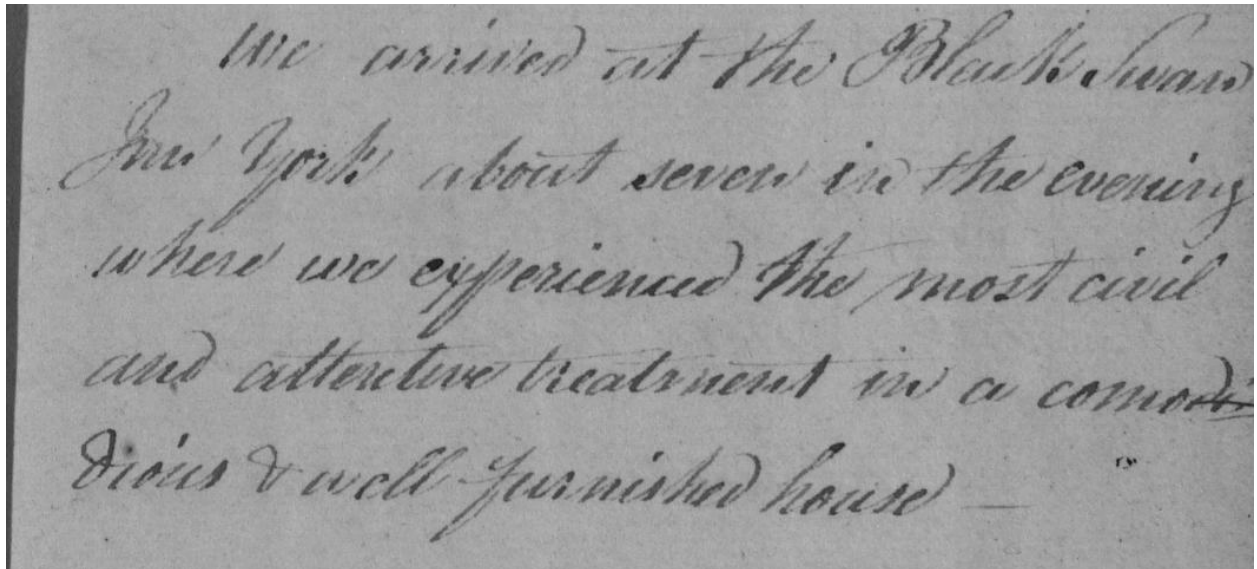 we arrived at the Black Swan
Inn York about seven in the evening
where we experienced the most civil
and attentive treatment in a como
dious & well furnished house —